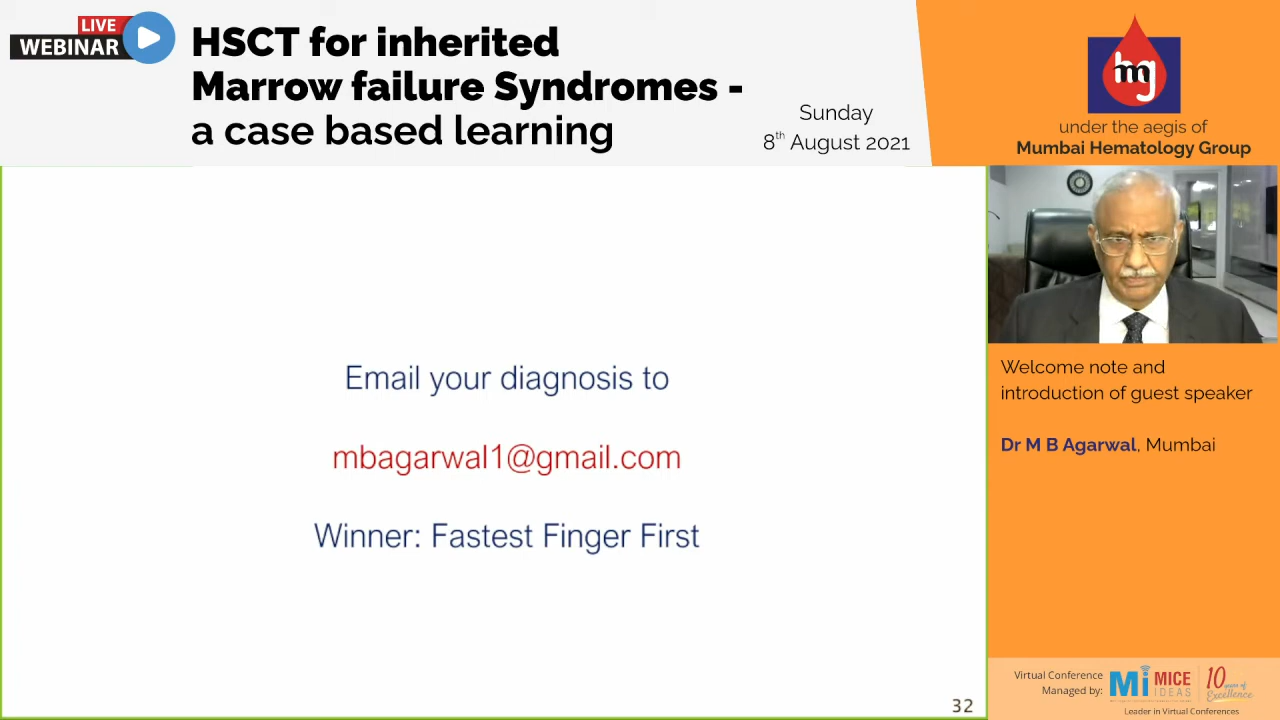 LIVE
WEBINAR
HSCT for inherited
Marrow failure Syndromes -
a case based learning
Sunday
8th August 2021
hmg
under the aegis of
Mumbai Hematology Group
Email your diagnosis to
mbagarwal1@gmail.com
Winner: Fastest Finger First
32
Welcome note and
introduction of guest speaker
Dr M B Agarwal, Mumbai
Virtual Conference
Managed by:
Mi MICE
IDEAS
10 years of
Excellence
Leader in Virtual Conferences